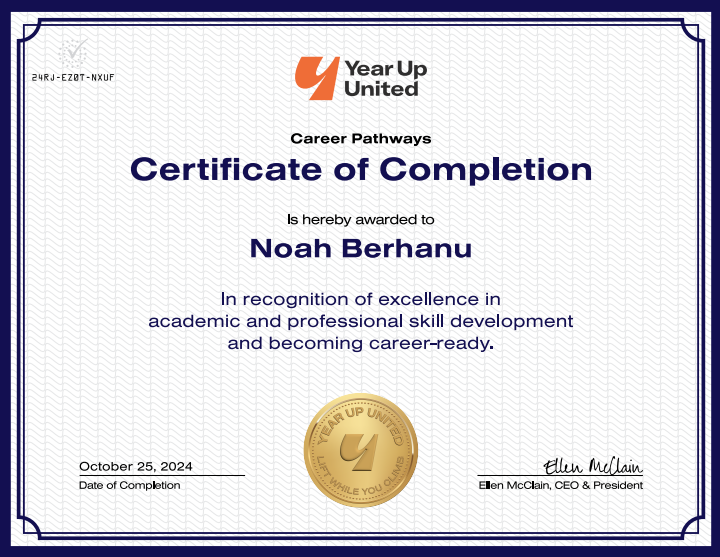 24RJ-EZ0T-NXUF
Year Up
United
Career Pathways
Certificate of Completion
Is hereby awarded to
Noah Berhanu
In recognition of excellence in
academic and professional skill development
and becoming career-ready.
YEAR UP UNITED
LIFT WHILE YOU CLIMB
October 25, 2024
Date of Completion
Ellen McClain
Ellen McClain, CEO & President